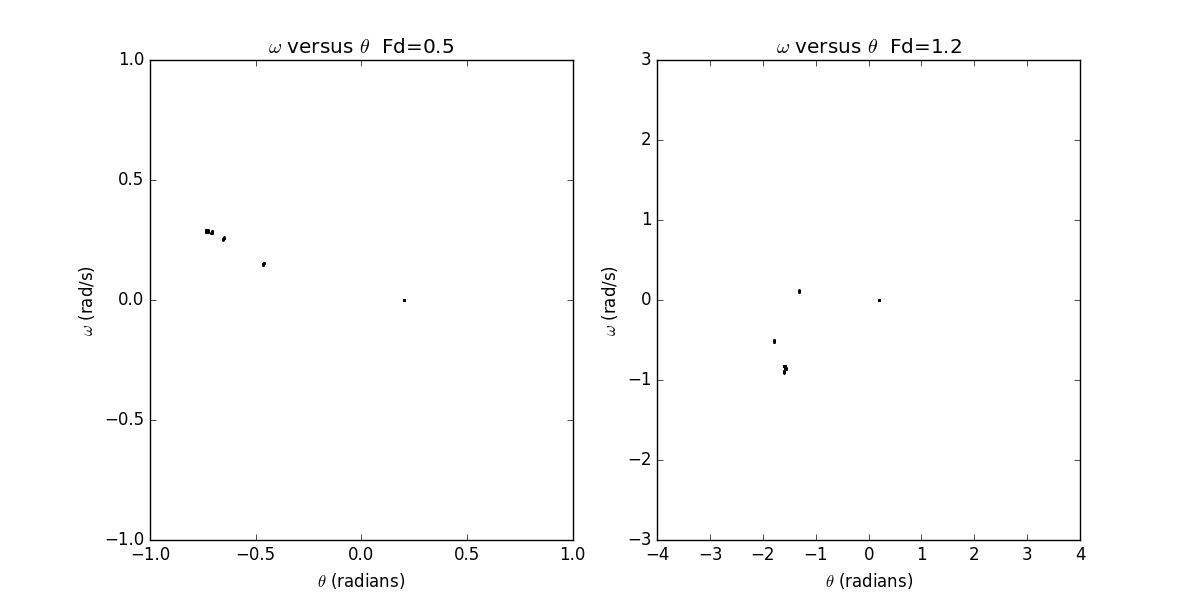 ω versus θ Fd=0.5
1.0
0.5
0.0
−0.5
−1.0
−1.0 −0.5 0.0 0.5 1.0
ω (rad/s)
θ (radians)
ω versus θ Fd=1.2
3
2
1
0
−1
−2
−3
−4 −3 −2 −1 0 1 2 3 4
ω (rad/s)
θ (radians)